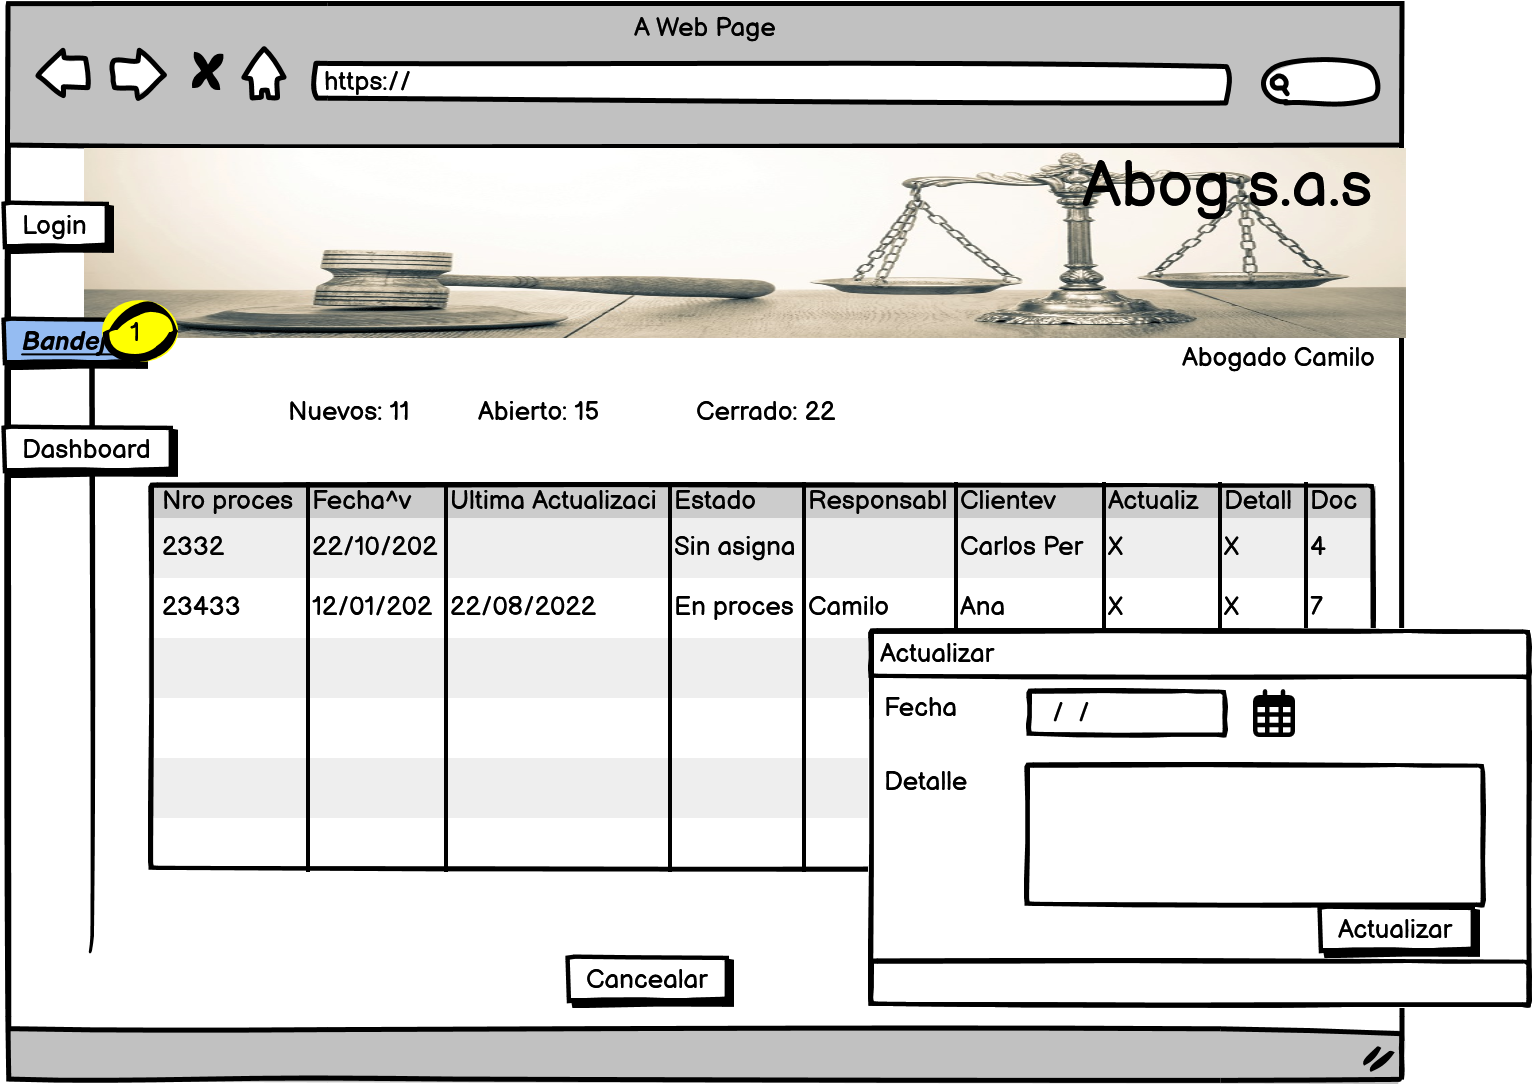 A Web Page
https://
Abog s.a.s
Login
Bandej
1
Abogado Camilo
Nuevos: 11 Abierto: 15 Cerrado: 22
Dashboard
Nro proces Fecha^v Ultima Actualizaci Estado Responsabl Clientev Actualiz Detall Doc
2332 22/10/202 Sin asigna Carlos Per X X 4
23433 12/01/202 22/08/2022 En proces Camilo Ana X X 7
Actualizar
Fecha / /
Detalle
Actualizar
Cancealar